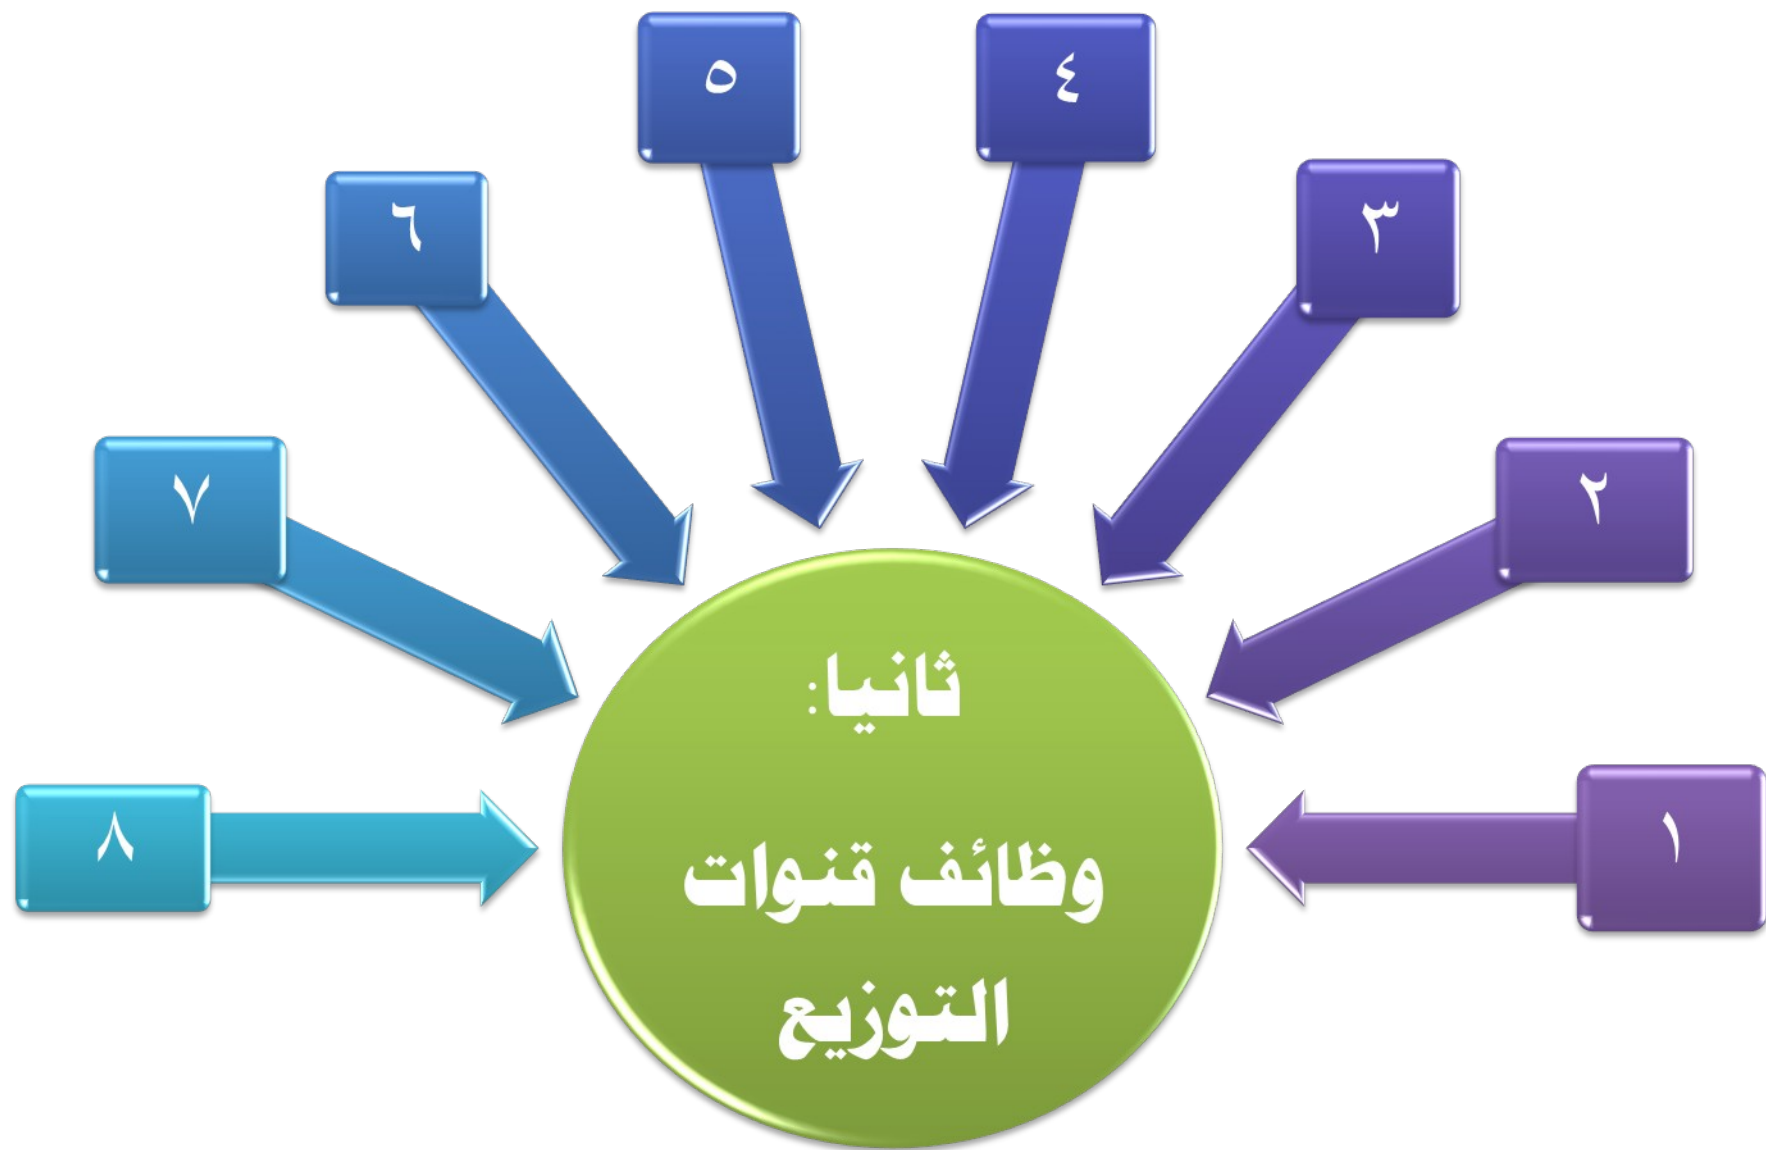 ٥
٤
٦
٣
٧
٢
ثانيا:
٨
وظائف قنوات
١
التوزيع